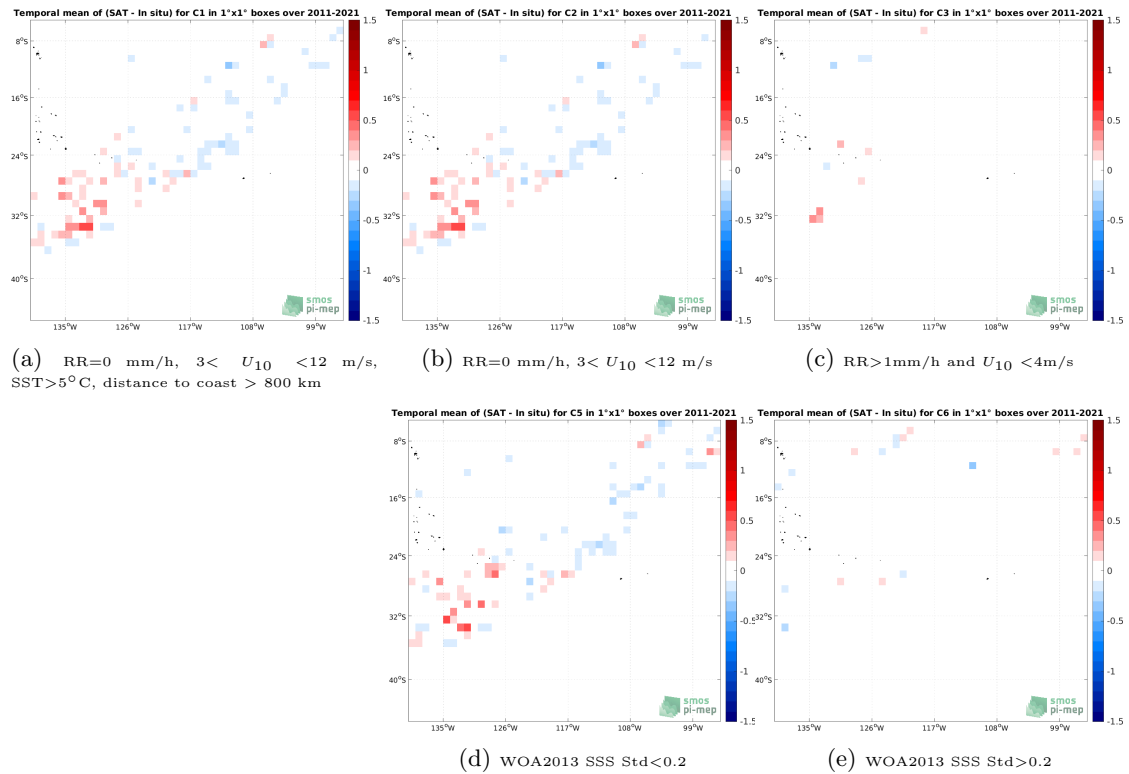 Temporal mean of (SAT - In situ) for C1 in 1°x1° boxes over 2011-2021
8°S
16°S
24°S
32°S
40°S
135°W
126°W
117°W
108°W
99°W
1.5
1
0.5
0
-0.5
-1
-1.5
smos
pi-mep
(a) RR=0 mm/h, 3< U10 <12 m/s,
SST>5°C, distance to coast > 800 km
Temporal mean of (SAT - In situ) for C2 in 1°x1° boxes over 2011-2021
8°S
16°S
24°S
32°S
40°S
135°W
126°W
117°W
108°W
99°W
1.5
1
0.5
0
-0.5
-1
-1.5
smos
pi-mep
(b) RR=0 mm/h, 3< U10 <12 m/s
Temporal mean of (SAT - In situ) for C3 in 1°x1° boxes over 2011-2021
8°S
16°S
24°S
32°S
40°S
135°W
126°W
117°W
108°W
99°W
1.5
1
0.5
0
-0.5
-1
-1.5
smos
pi-mep
(c) RR>1mm/h and U10 <4m/s
Temporal mean of (SAT - In situ) for C5 in 1°x1° boxes over 2011-2021
8°S
16°S
24°S
32°S
40°S
135°W
126°W
117°W
108°W
99°W
1.5
1
0.5
0
-0.5
-1
-1.5
smos
pi-mep
(d) WOA2013 SSS Std<0.2
Temporal mean of (SAT - In situ) for C6 in 1°x1° boxes over 2011-2021
8°S
16°S
24°S
32°S
40°S
135°W
126°W
117°W
108°W
99°W
1.5
1
0.5
0
-0.5
-1
-1.5
smos
pi-mep
(e) WOA2013 SSS Std>0.2